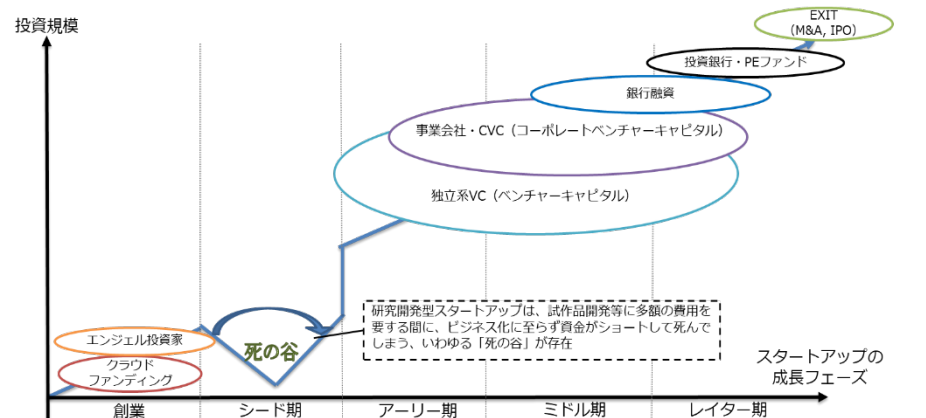 投資規模
EXIT
（M&A, IPO）
投資銀行・PEファンド
銀行融資
事業会社・CVC（コーポレートベンチャーキャピタル）
独立系VC（ベンチャーキャピタル）
研究開発型スタートアップは、試作品開発等に多額の費用を
要する間に、ビジネス化に至らず資金がショートして死んで
しまう、いわゆる「死の谷」が存在
エンジェル投資家
死の谷
クラウド
ファンディング
スタートアップの
成長フェーズ
創業
シード期
アーリー期
ミドル期
レイター期